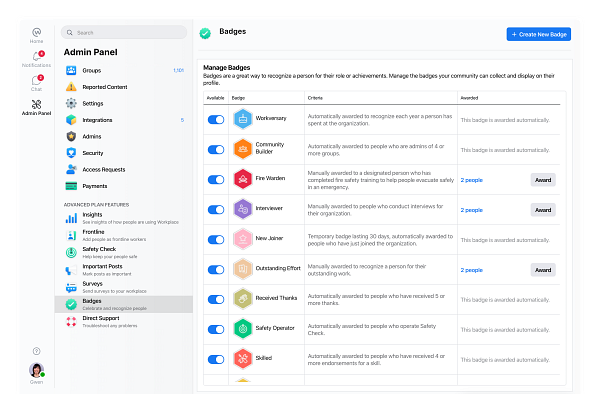 Home
Notifications
Chat
Admin Panel
Gwen
Search
Admin Panel
Groups 1,101
Reported Content
Settings
Integrations 5
Admins
Security
Access Requests
Payments
ADVANCED PLAN FEATURES
Insights
See insights of how people are using Workplace
Frontline
Add people as frontline workers
Safety Check
Help keep your people safe
Important Posts
Mark posts as important
Surveys
Send surveys to your workplace
Badges
Celebrate and recognize people
Direct Support
Troubleshoot any problems
Badges
+ Create New Badge
Manage Badges
Badges are a great way to recognize a person for their role or achievements. Manage the badges your community can collect and display on their
profile.
Available Badge Criteria Awarded
Workversary
Automatically awarded to recognize each year a person has
spent at the organization.
This badge is awarded automatically.
Community
Builder
Automatically awarded to people who are admins of 4 or
more groups.
This badge is awarded automatically.
Fire Warden
Manually awarded to a designated person who has
completed fire safety training to help people evacuate safely
in an emergency.
2 people
Award
Interviewer
Manually awarded to people who conduct interviews for
their organization.
2 people
Award
New Joiner
Temporary badge lasting 30 days, automatically awarded to
people who have just joined the organization.
This badge is awarded automatically.
Outstanding Effort
Manually awarded to recognize a person for their
outstanding work.
2 people
Award
Received Thanks
Automatically awarded to people who have received 5 or
more thanks.
This badge is awarded automatically.
Safety Operator
Automatically awarded to people who operate Safety
Check.
This badge is awarded automatically.
Skilled
Automatically awarded to people who have received 4 or
more endorsements for a skill.
This badge is awarded automatically.